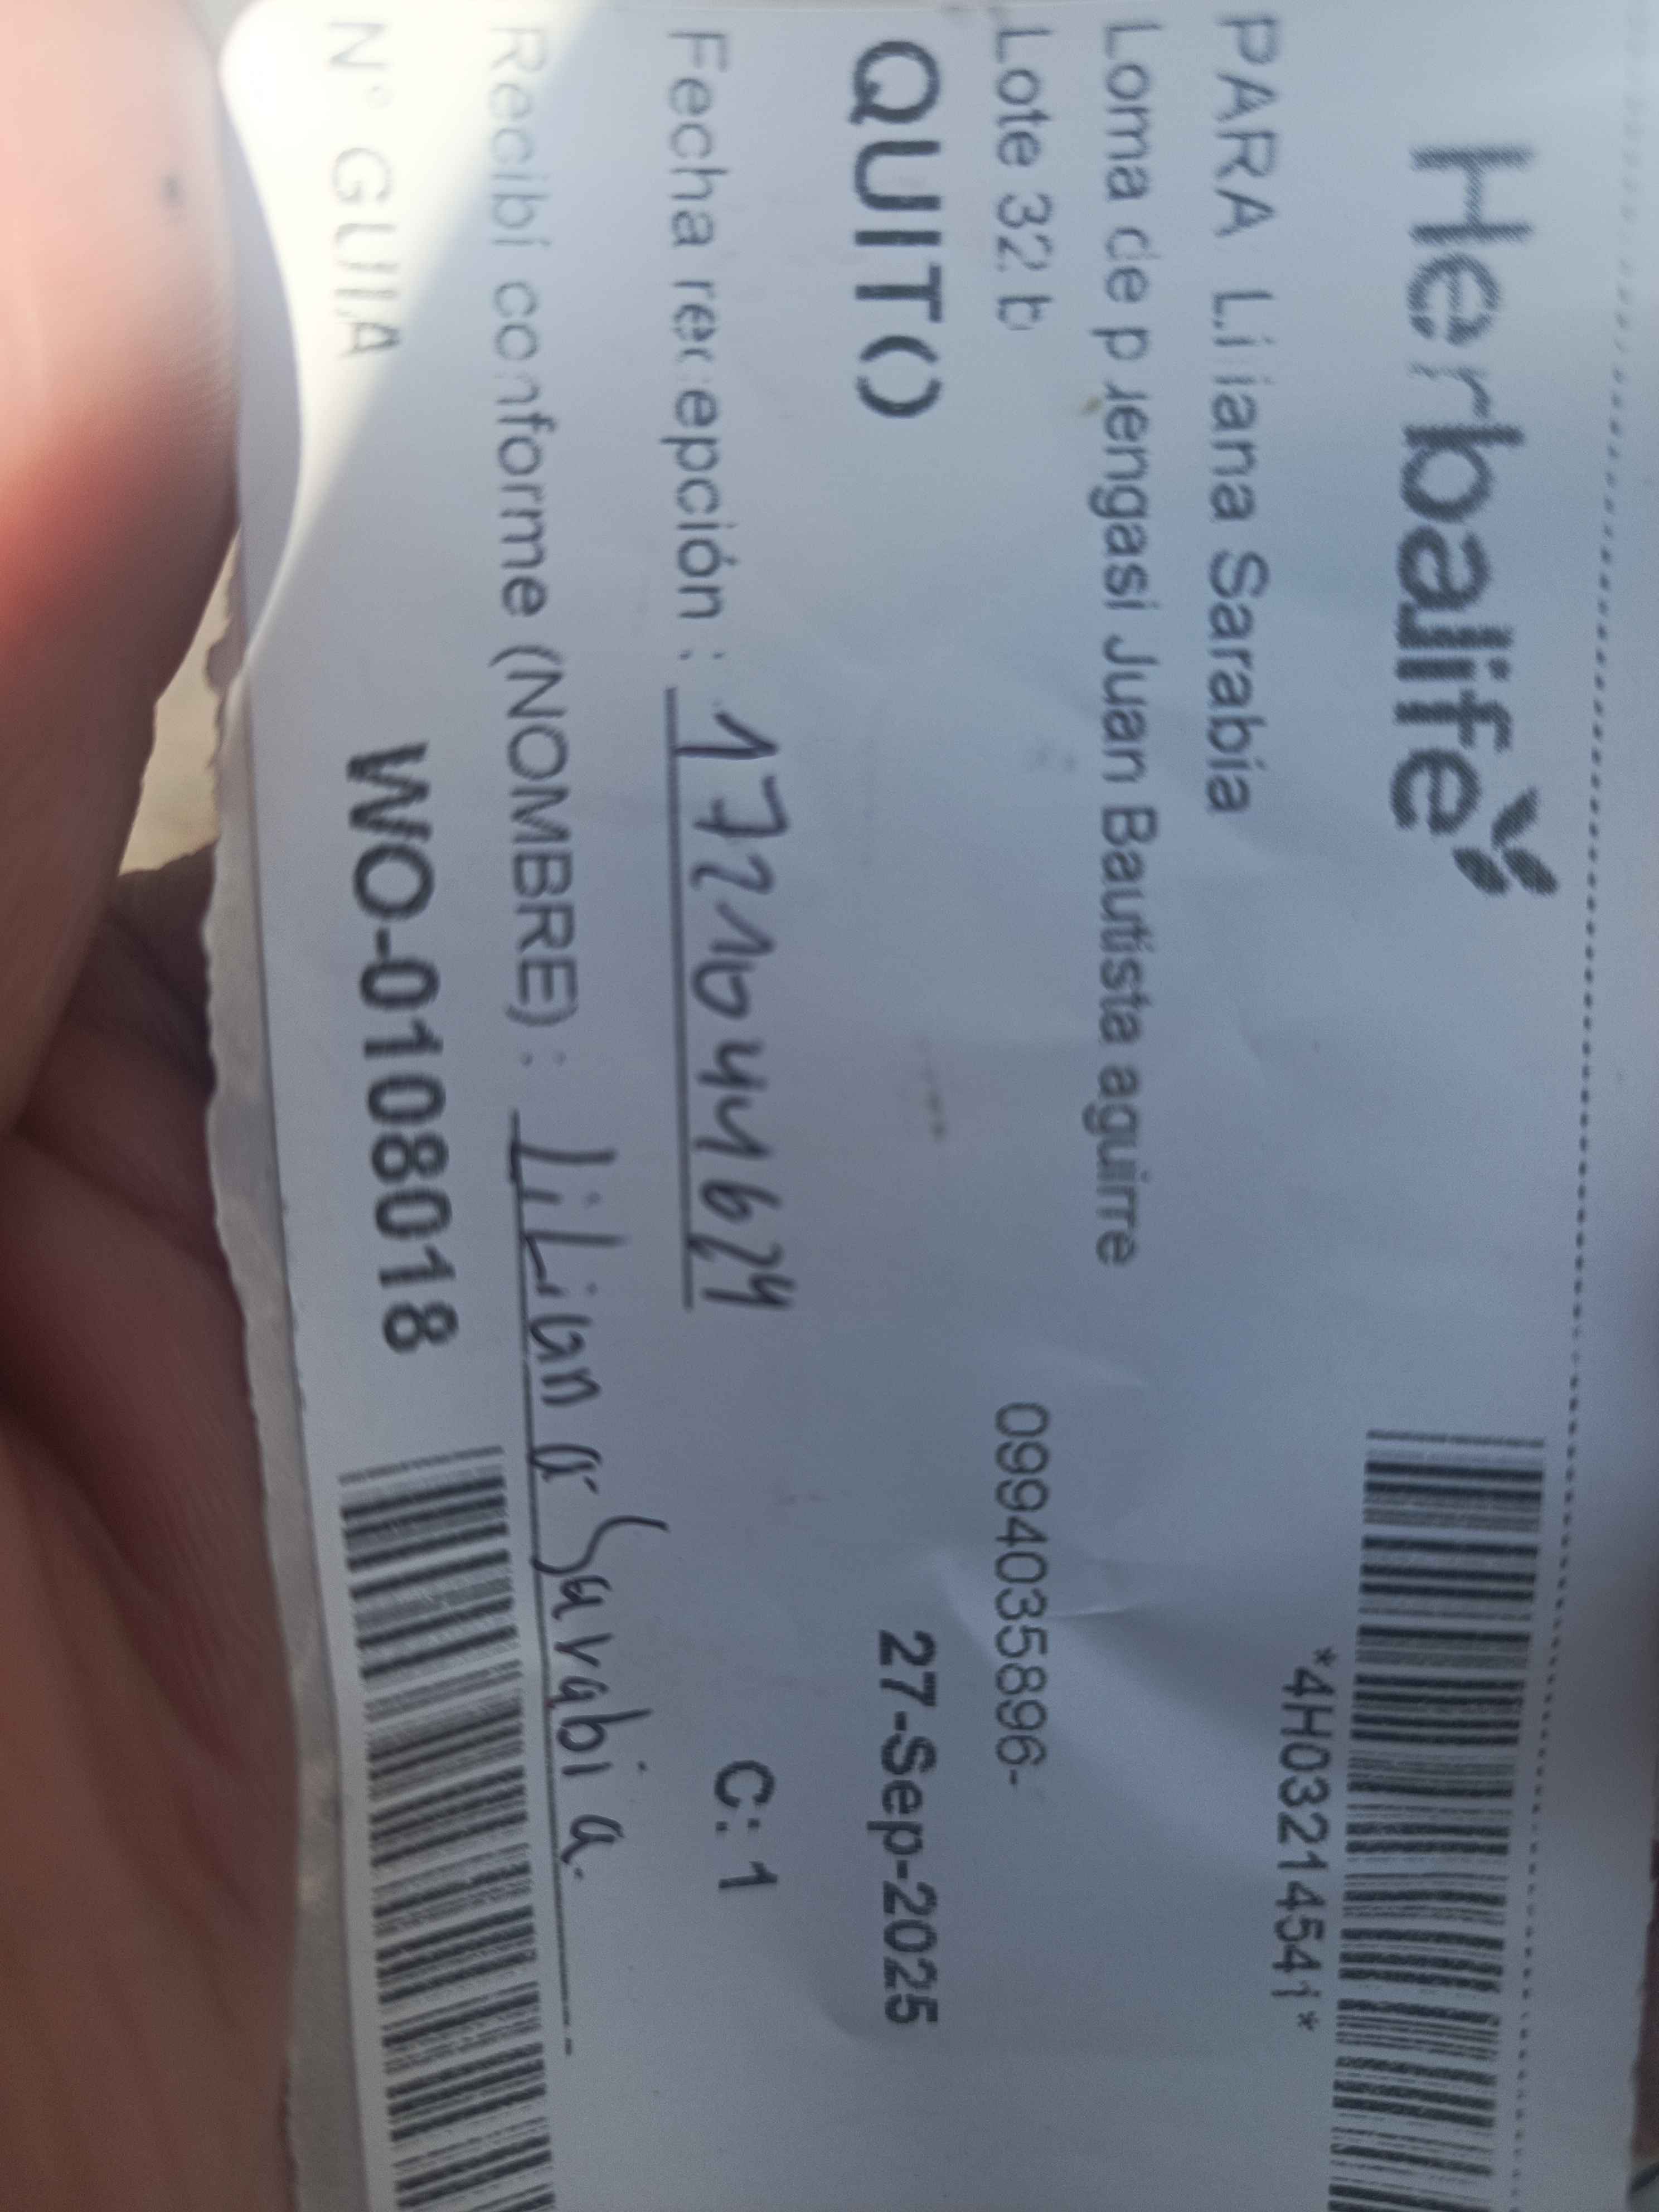 Herbalife
*4H03214541*
PARA Liliana Sarabia
Loma de puengasi Juan Bautista aguirre
Lote 32 b 0994035896-
QUITO 27-Sep-2025
Fecha recepción : 1721044624 C: 1
Recibí conforme (NOMBRE) : Liliana Sarabia
N° GUIA WO-0108018